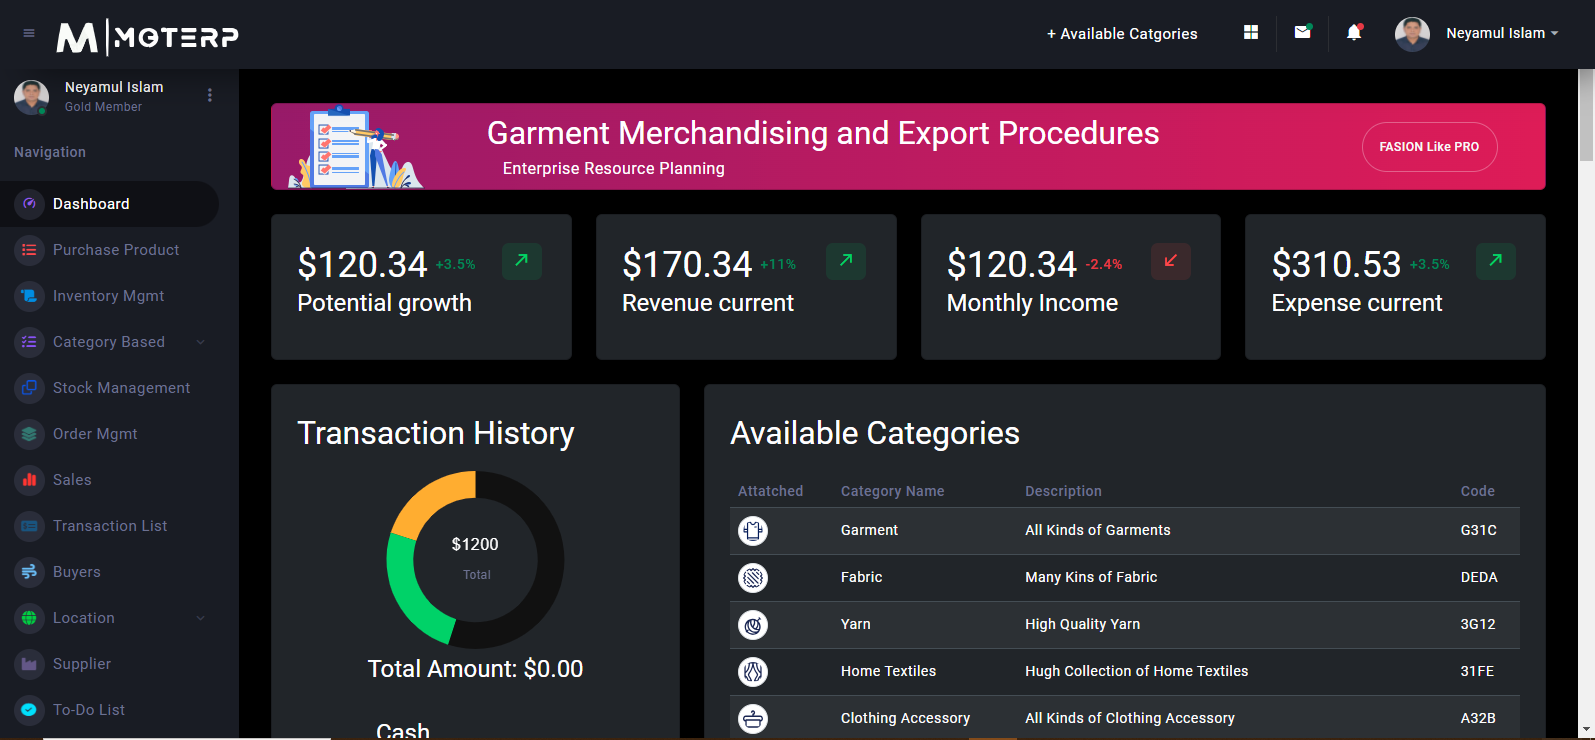 M|MGTERP
+ Available Catgories
Neyamul Islam
Neyamul Islam
Gold Member
Navigation
Dashboard
Purchase Product
Inventory Mgmt
Category Based
Stock Management
Order Mgmt
Sales
Transaction List
Buyers
Location
Supplier
To-Do List
Garment Merchandising and Export Procedures
Enterprise Resource Planning
FASION Like PRO
$120.34 +3.5%
Potential growth
$170.34 +11%
Revenue current
$120.34 -2.4%
Monthly Income
$310.53 +3.5%
Expense current
Transaction History
$1200
Total
Total Amount: $0.00
Cash
Available Categories
Attatched Category Name Description Code
Garment All Kinds of Garments G31C
Fabric Many Kins of Fabric DEDA
Yarn High Quality Yarn 3G12
Home Textiles Hugh Collection of Home Textiles 31FE
Clothing Accessory All Kinds of Clothing Accessory A32B